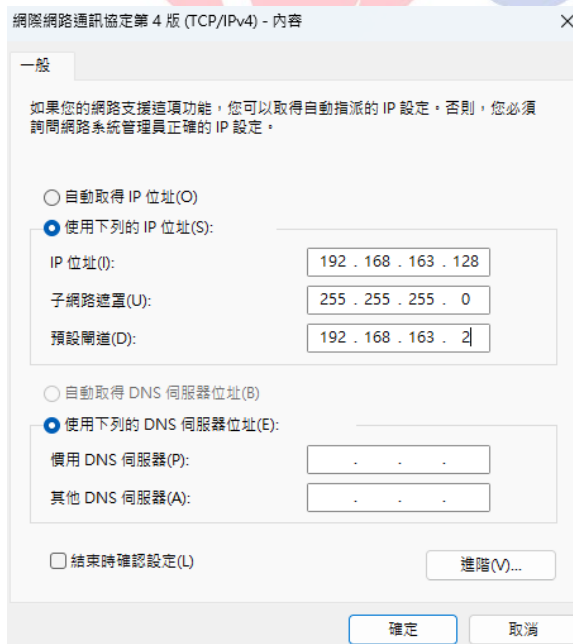 網際網路通訊協定第 4 版 (TCP/IPv4) - 內容
一般
如果您的網路支援這項功能，您可以取得自動指派的 IP 設定。否則，您必須
詢問網路系統管理員正確的 IP 設定。
自動取得 IP 位址(O)
使用下列的 IP 位址(S):
IP 位址(I): 192 . 168 . 163 . 128
子網路遮罩(U): 255 . 255 . 255 . 0
預設閘道(D): 192 . 168 . 163 . 2
自動取得 DNS 伺服器位址(B)
使用下列的 DNS 伺服器位址(E):
慣用 DNS 伺服器(P): . . .
其他 DNS 伺服器(A): . . .
結束時確認設定(L)
進階(V)...
確定 取消